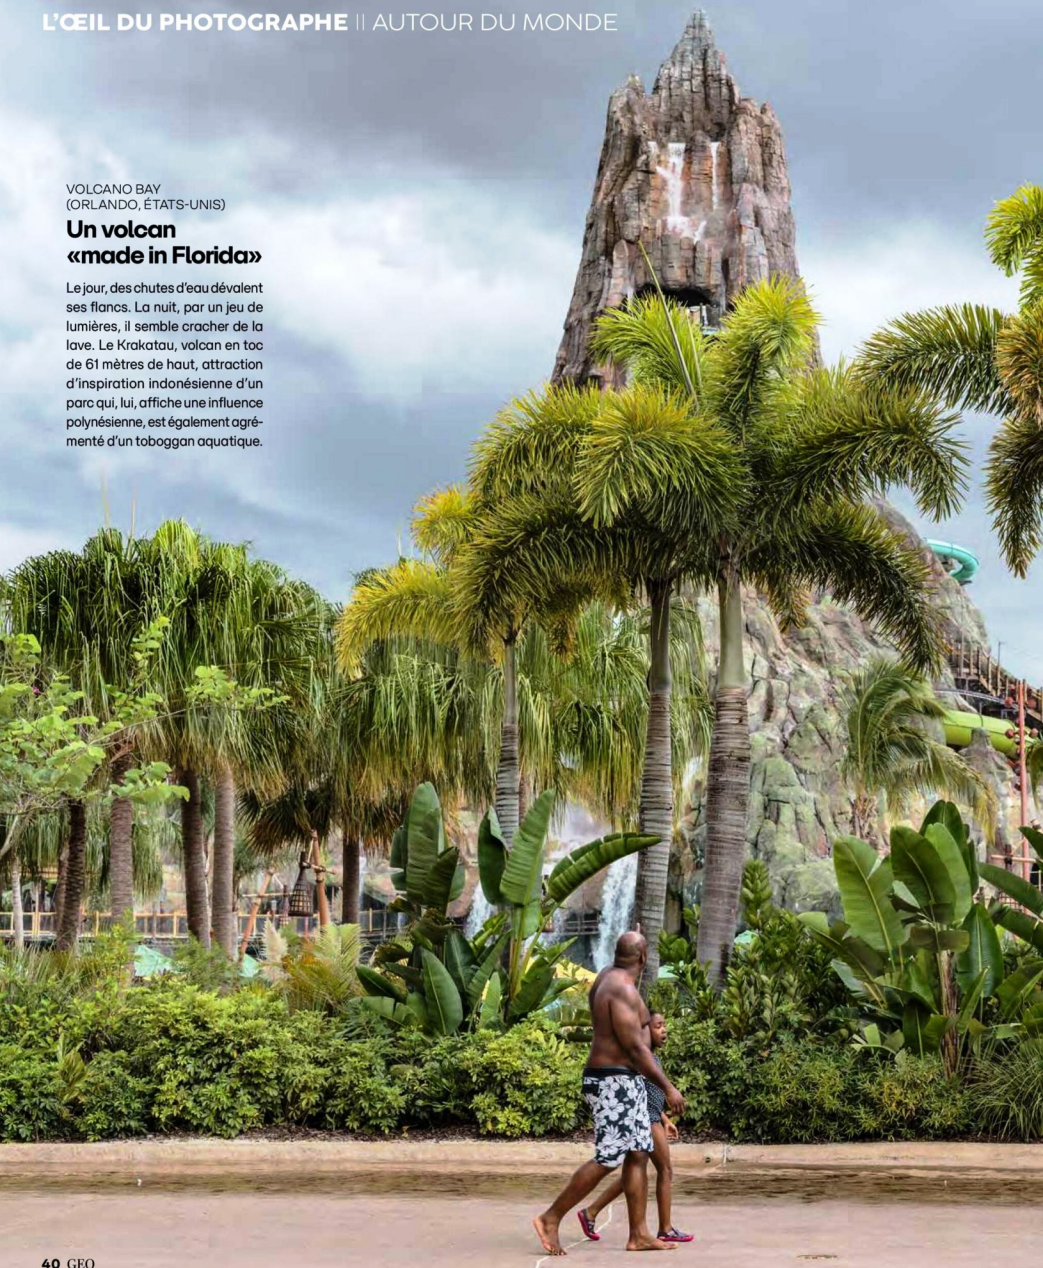 L'ŒIL DU PHOTOGRAPHE || AUTOUR DU MONDE
VOLCANO BAY
(ORLANDO, ÉTATS-UNIS)
Un volcan
«made in Florida»
Le jour, des chutes d'eau dévalent
ses flancs. La nuit, par un jeu de
lumières, il semble cracher de la
lave. Le Krakatau, volcan en toc
de 61 mètres de haut, attraction
d'inspiration indonésienne d'un
parc qui, lui, affiche une influence
polynésienne, est également agré-
menté d'un toboggan aquatique.
40 GEO